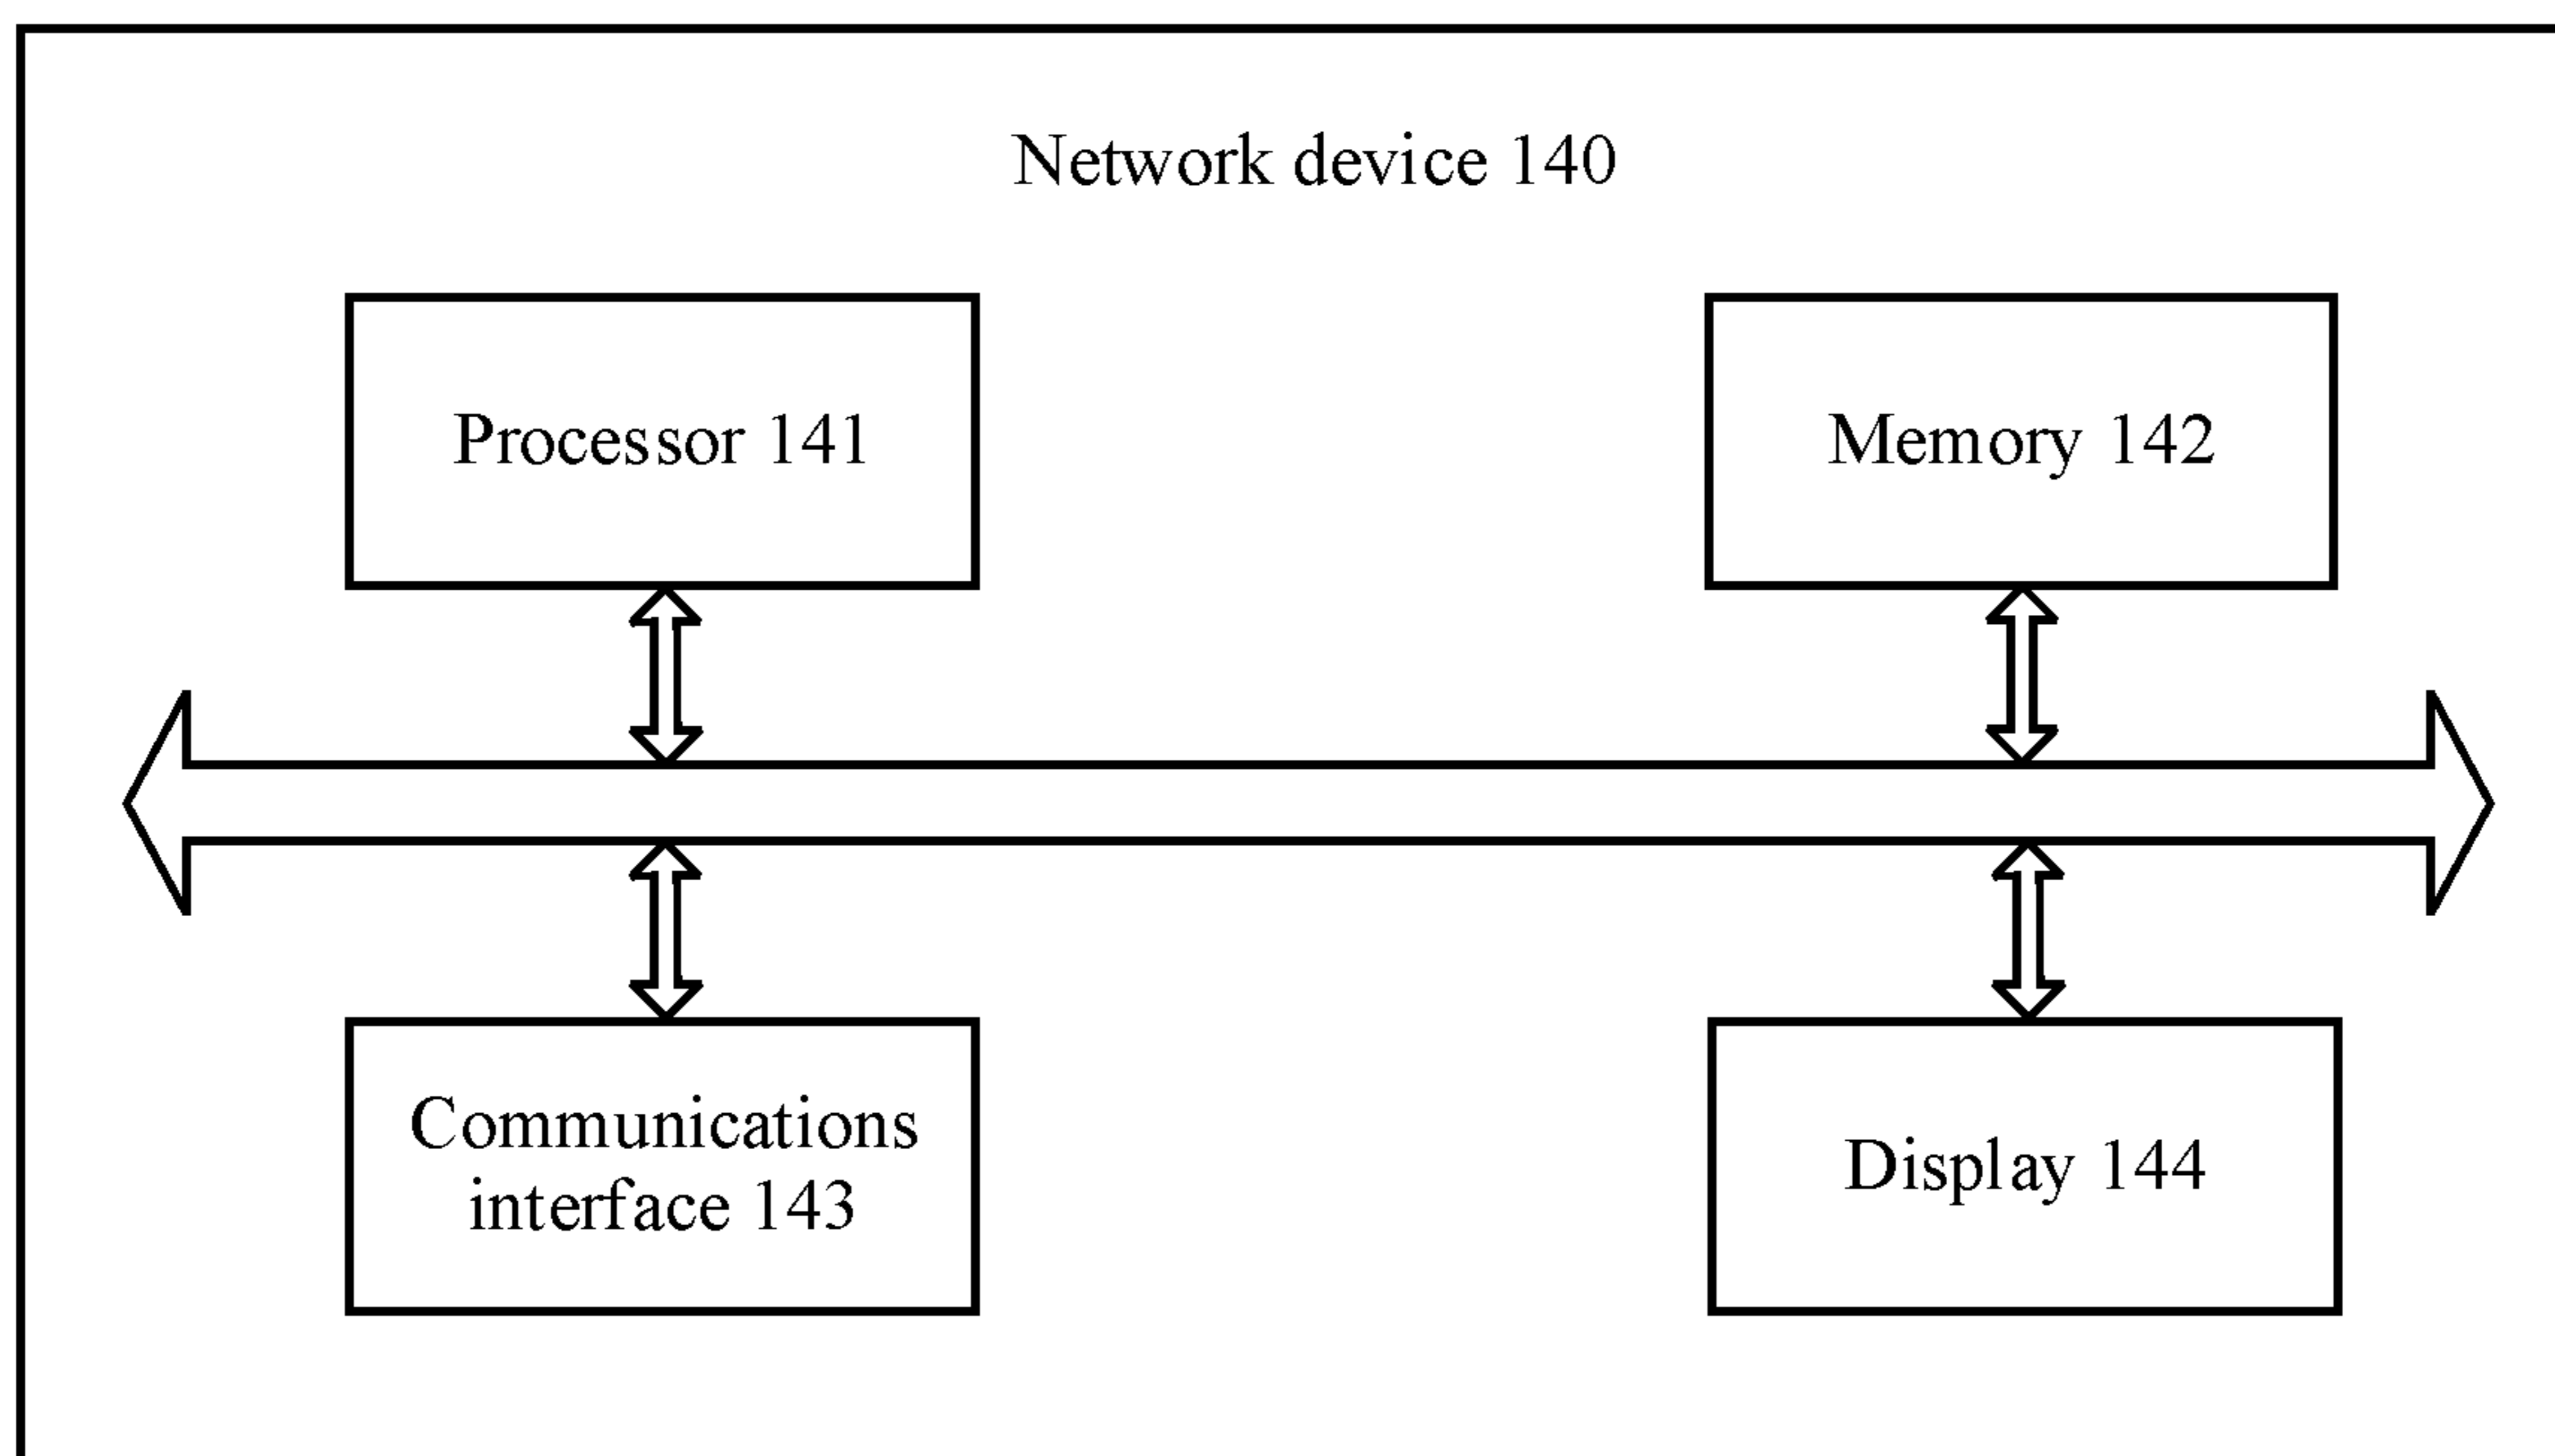 Network device 140
Processor 141
Memory 142
Communications
interface 143
Display 144